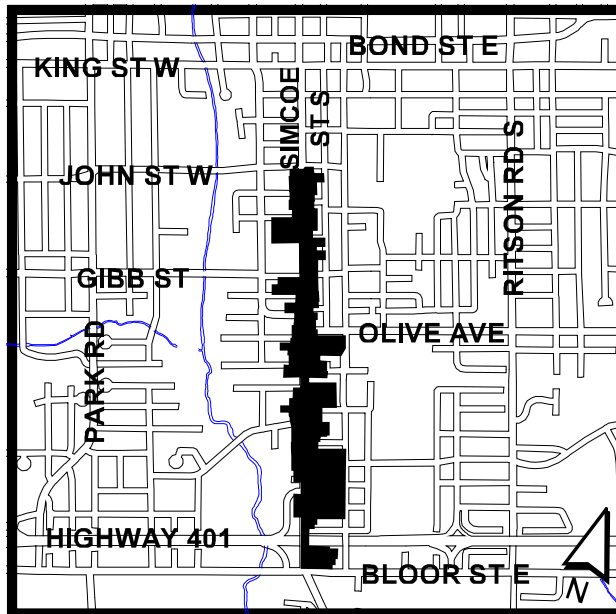 BOND ST E
KING ST W
SIMCOE
ST S
JOHN ST W
RITSON RD S
GIBB ST
OLIVE AVE
PARK RD
HIGHWAY 401
BLOOR ST E
N